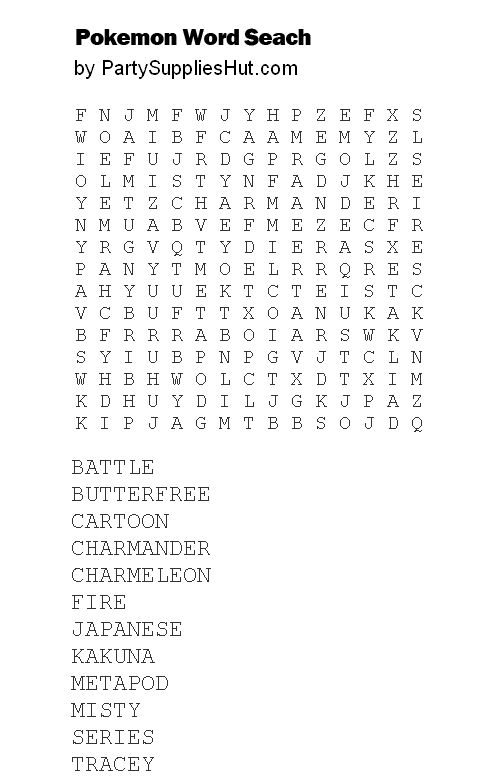 Pokemon Word Seach
by PartySuppliesHut.com
F N J M F W J Y H P Z E F X S
W O A I B F C A A M E M Y Z L
I E F U J R D G P R G O L Z S
O L M I S T Y N F A D J K H E
Y E T Z C H A R M A N D E R I
N M U A B V E F M E Z E C F R
Y R G V Q T Y D I E R A S X E
P A N Y T M O E L R R Q R E S
A H Y U U E K T C T E I S T C
V C B U F T T X O A N U K A K
B F R R R A B O I A R S W K V
S Y I U B P N P G V J T C L N
W H B H W O L C T X D T X I M
K D H U Y D I L J G K J P A Z
K I P J A G M T B B S O J D Q
BATTLE
BUTTERFREE
CARTOON
CHARMANDER
CHARMELEON
FIRE
JAPANESE
KAKUNA
METAPOD
MISTY
SERIES
TRACEY